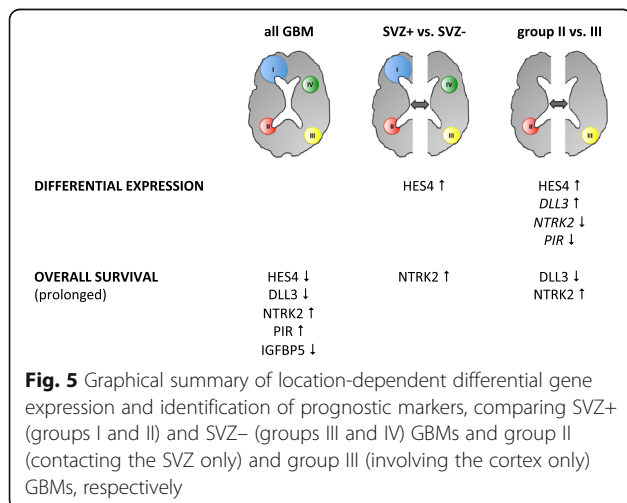 all GBM SVZ+ vs. SVZ- group II vs. III
I IV II III
I IV II III
II III
DIFFERENTIAL EXPRESSION HES4 ↑ HES4 ↑
DLL3 ↑
NTRK2 ↓
PIR ↓
OVERALL SURVIVAL HES4 ↓ NTRK2 ↑ DLL3 ↓
(prolonged) DLL3 ↓ NTRK2 ↑
NTRK2 ↑
PIR ↑
IGFBP5 ↓
Fig. 5 Graphical summary of location-dependent differential gene
expression and identification of prognostic markers, comparing SVZ+
(groups I and II) and SVZ– (groups III and IV) GBMs and group II
(contacting the SVZ only) and group III (involving the cortex only)
GBMs, respectively